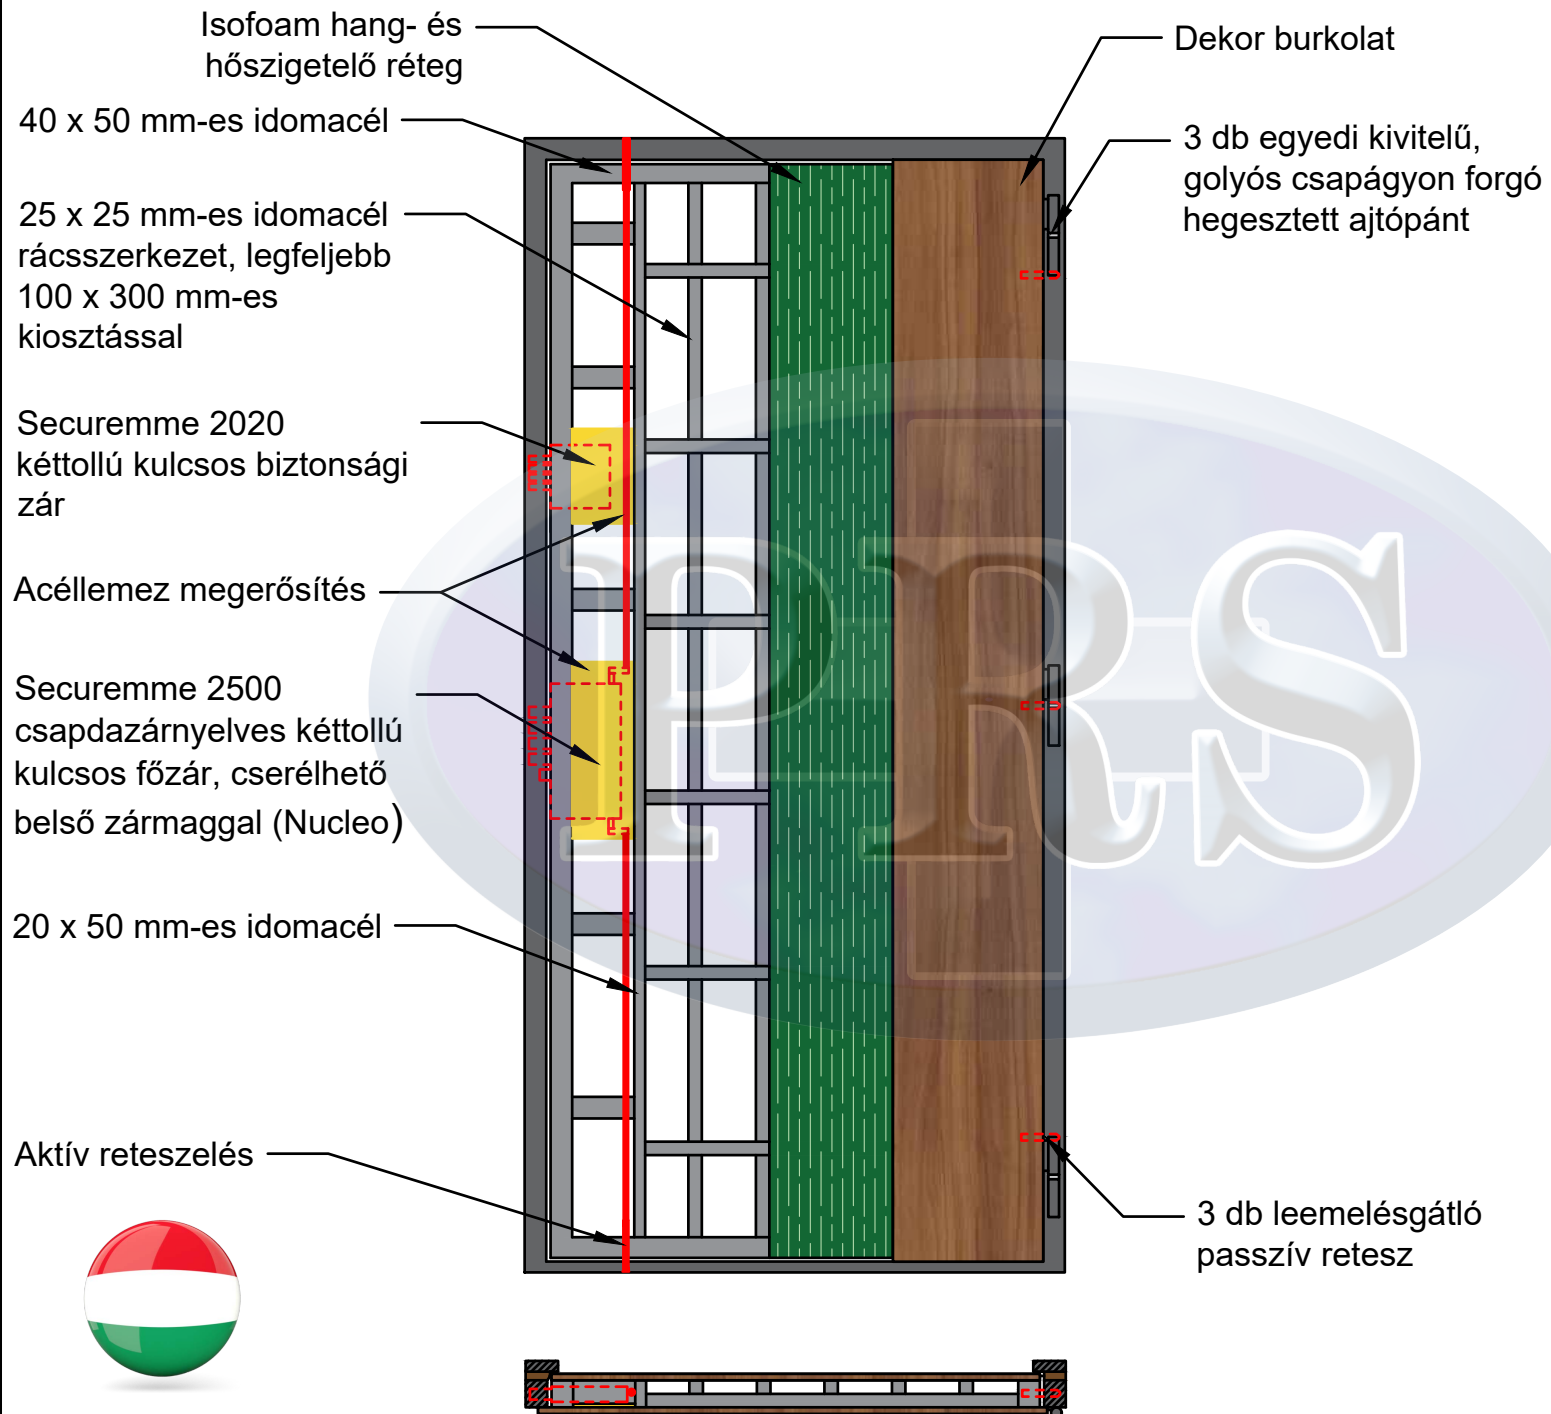 Isofoam hang- és
hőszigetelő réteg
40 x 50 mm-es idomacél
25 x 25 mm-es idomacél
rácsszerkezet, legfeljebb
100 x 300 mm-es
kiosztással
Securemme 2020
kéttollú kulcsos biztonsági
zár
Acéllemez megerősítés
Securemme 2500
csapdazárnyelves kéttollú
kulcsos főzár, cserélhető
belső zármaggal (Nucleo)
20 x 50 mm-es idomacél
Aktív reteszelés
Dekor burkolat
3 db egyedi kivitelű,
golyós csapágyon forgó
hegesztett ajtópánt
PRS
3 db leemelésgátló
passzív retesz